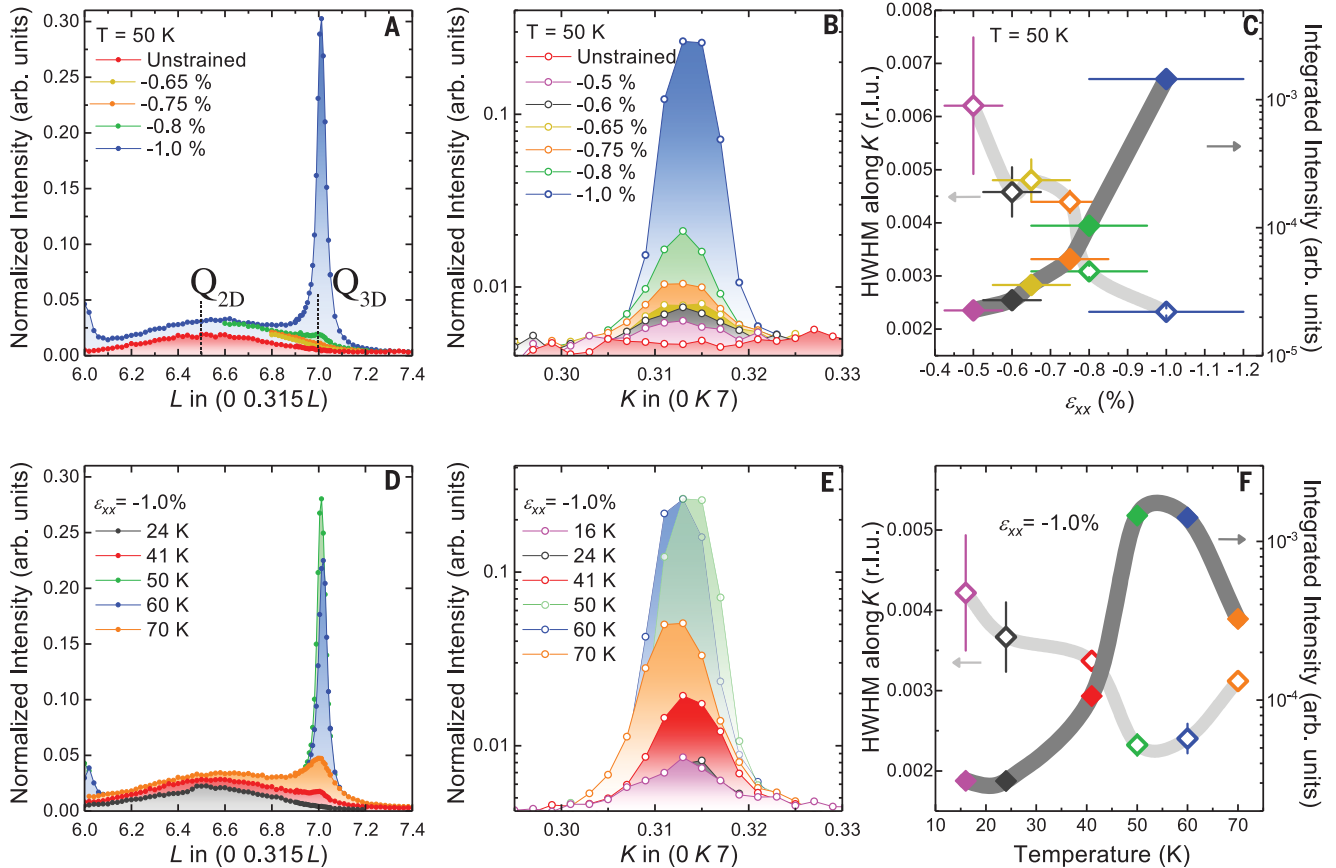 A
T = 50 K
Unstrained
-0.65 %
-0.75 %
-0.8 %
-1.0 %
Q2D
Q3D
Normalized Intensity (arb. units)
0.30
0.25
0.20
0.15
0.10
0.05
0.00
6.0 6.2 6.4 6.6 6.8 7.0 7.2 7.4
L in (0 0.315 L)
B
T = 50 K
Unstrained
-0.5 %
-0.6 %
-0.65 %
-0.75 %
-0.8 %
-1.0 %
Normalized Intensity (arb. units)
0.1
0.01
0.30 0.31 0.32 0.33
K in (0 K 7)
C
T = 50 K
HWHM along K (r.l.u.)
0.008
0.007
0.006
0.005
0.004
0.003
0.002
Integrated Intensity (arb. units)
10-3
10-4
10-5
-0.4 -0.5 -0.6 -0.7 -0.8 -0.9 -1.0 -1.1 -1.2
εxx (%)
D
εxx= -1.0%
24 K
41 K
50 K
60 K
70 K
Normalized Intensity (arb. units)
0.30
0.25
0.20
0.15
0.10
0.05
0.00
6.0 6.2 6.4 6.6 6.8 7.0 7.2 7.4
L in (0 0.315 L)
E
εxx= -1.0%
16 K
24 K
41 K
50 K
60 K
70 K
Normalized Intensity (arb. units)
0.1
0.01
0.30 0.31 0.32 0.33
K in (0 K 7)
F
εxx= -1.0%
HWHM along K (r.l.u.)
0.005
0.004
0.003
0.002
Integrated Intensity (arb. units)
10-3
10-4
10 20 30 40 50 60 70
Temperature (K)